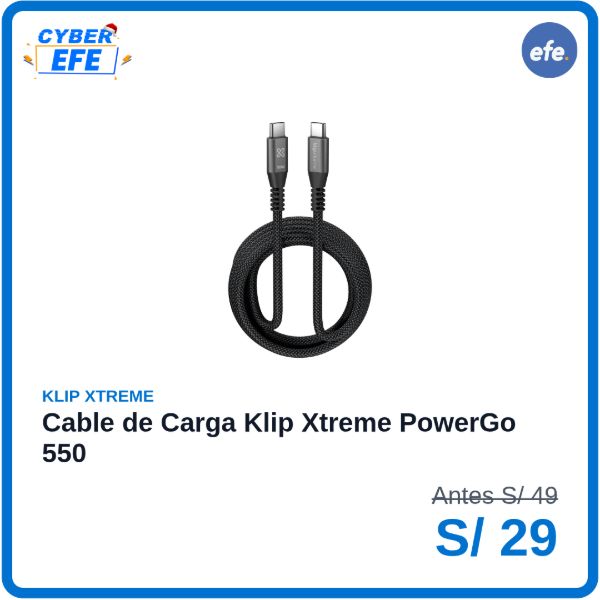 CYBER
EFE
efe.
KLIP XTREME
Cable de Carga Klip Xtreme PowerGo
550
Antes S/ 49
S/ 29